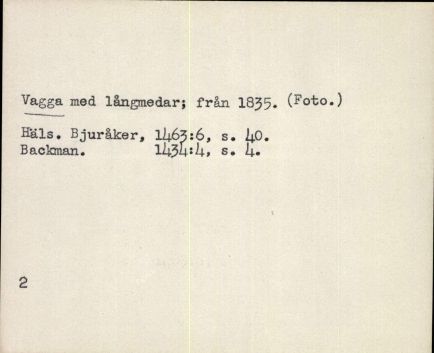 Vagga med långmedar; från 1835. (Foto.)
Häls. Bjuråker, 1463:6, s. 40.
Backman. 1434:4, s. 4.
2